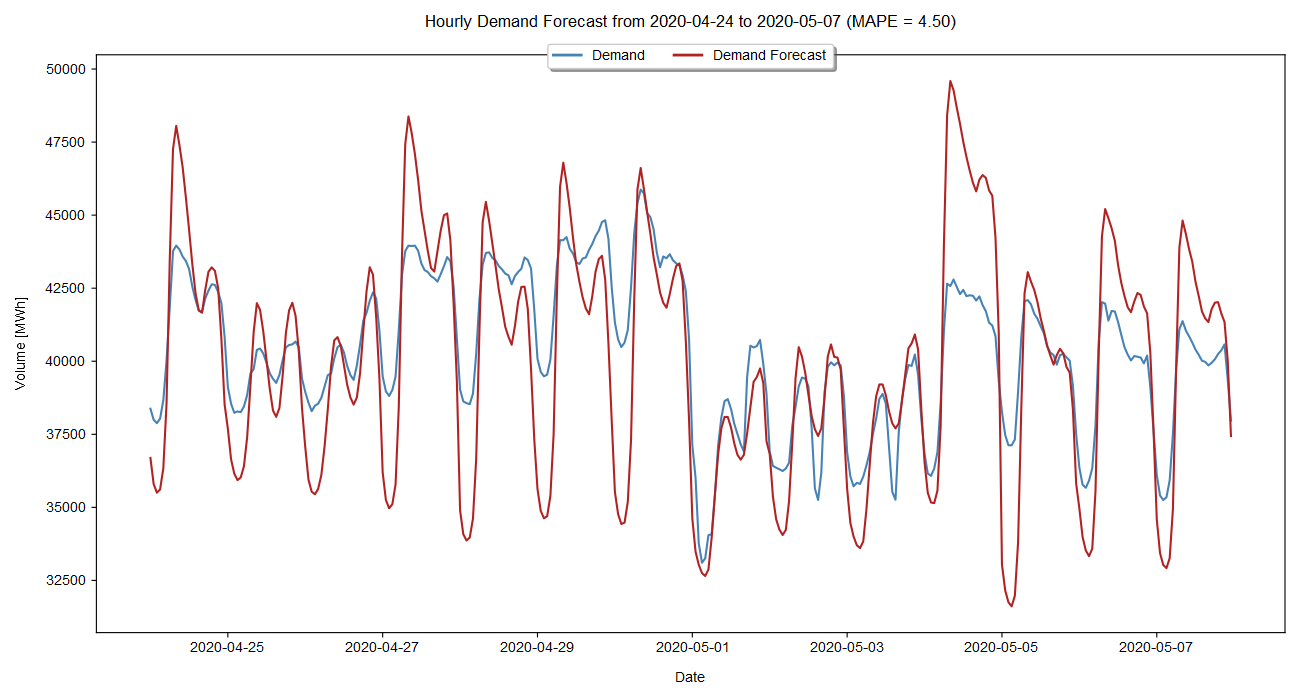 Hourly Demand Forecast from 2020-04-24 to 2020-05-07 (MAPE = 4.50)
Demand Demand Forecast
50000
47500
45000
42500
40000
37500
35000
32500
Volume [MWh]
2020-04-25 2020-04-27 2020-04-29 2020-05-01 2020-05-03 2020-05-05 2020-05-07
Date